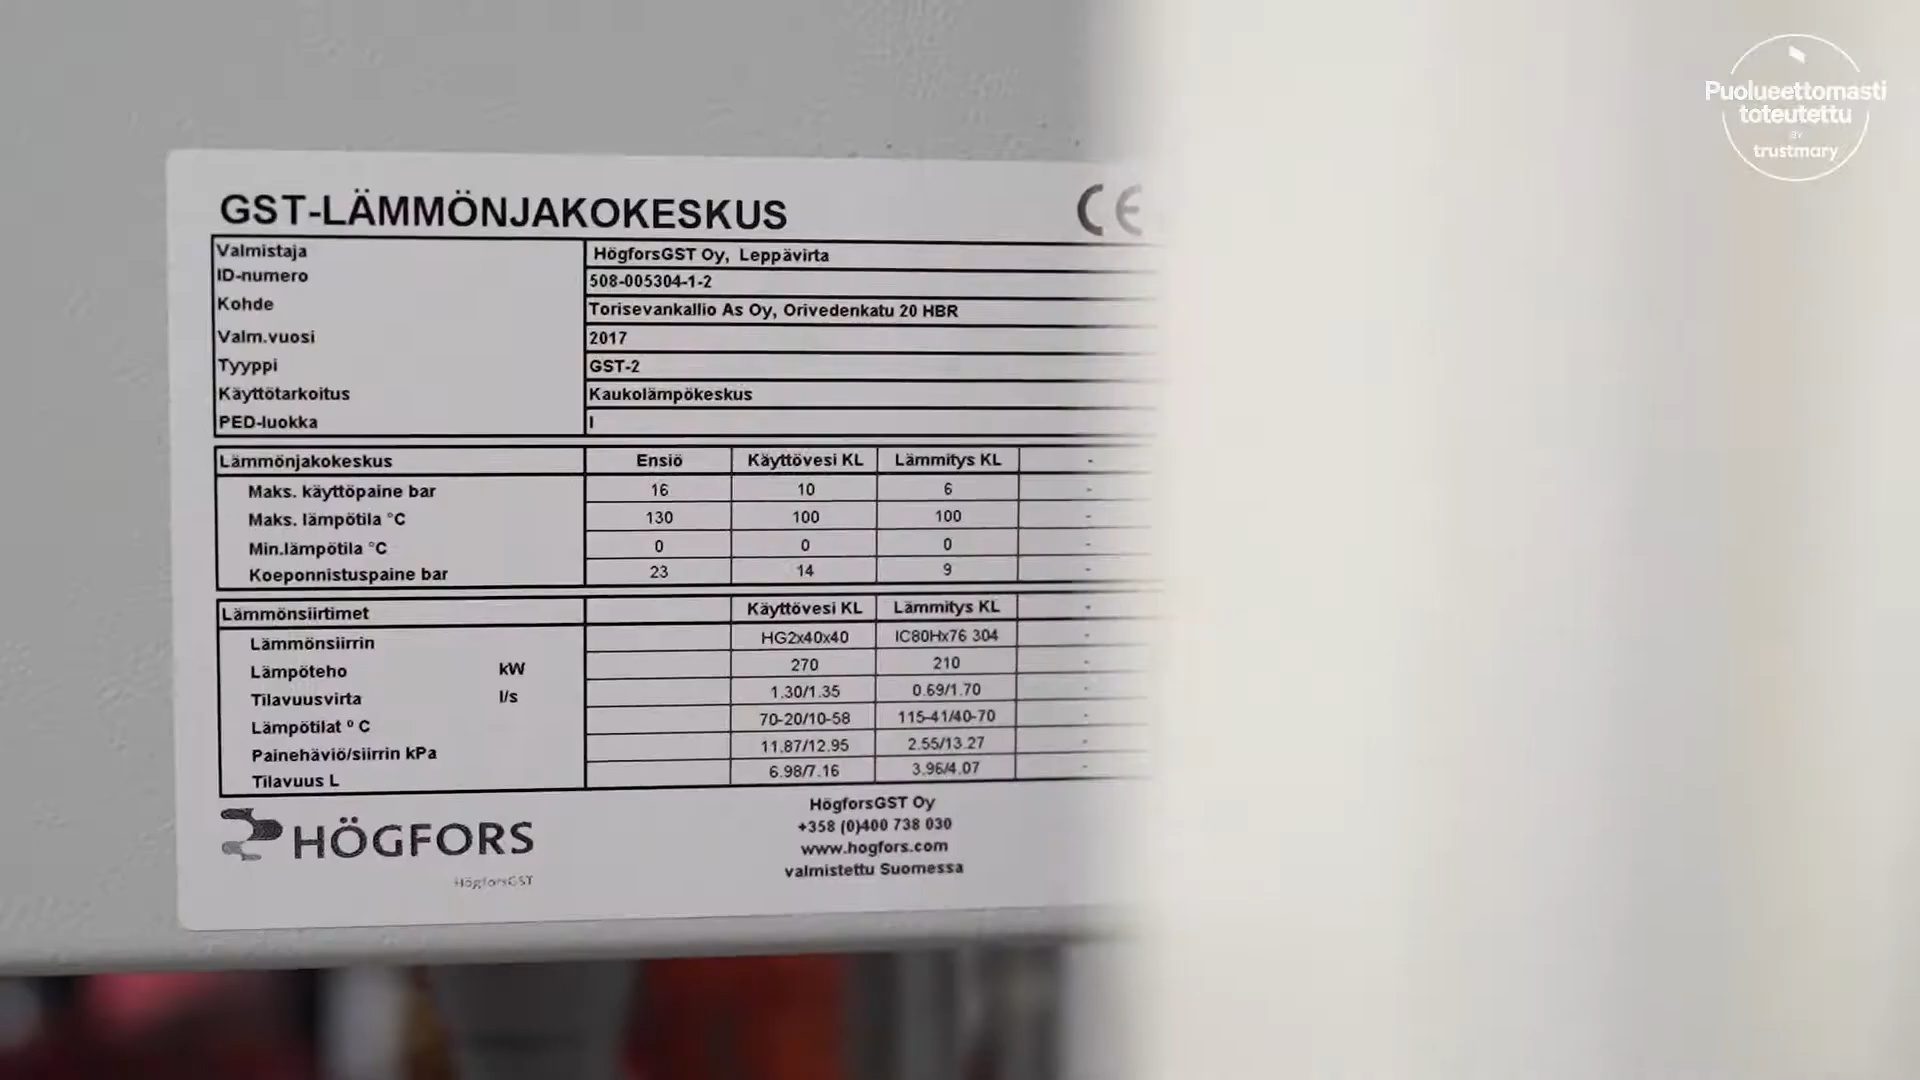 Puolueettomasti
toteutettu
BY
trustmary
GST-LÄMMÖNJAKOKESKUS CE
Valmistaja HögforsGST Oy, Leppävirta
ID-numero 508-005304-1-2
Kohde Torisevankallio As Oy, Orivedenkatu 20 HBR
Valm.vuosi 2017
Tyyppi GST-2
Käyttötarkoitus Kaukolämpökeskus
PED-luokka I
Lämmönjakokeskus Ensiö Käyttövesi KL Lämmitys KL -
Maks. käyttöpaine bar 16 10 6 -
Maks. lämpötila °C 130 100 100 -
Min.lämpötila °C 0 0 0 -
Koeponnistuspaine bar 23 14 9 -
Lämmönsiirtimet Käyttövesi KL Lämmitys KL -
Lämmönsiirrin HG2x40x40 IC80Hx76 304 -
Lämpöteho kW 270 210 -
Tilavuusvirta l/s 1.30/1.35 0.69/1.70 -
Lämpötilat º C 70-20/10-58 115-41/40-70 -
Painehäviö/siirrin kPa 11.87/12.95 2.55/13.27 -
Tilavuus L 6.98/7.16 3.96/4.07 -
HÖGFORS
HögforsGST
HögforsGST Oy
+358 (0)400 738 030
www.hogfors.com
valmistettu Suomessa